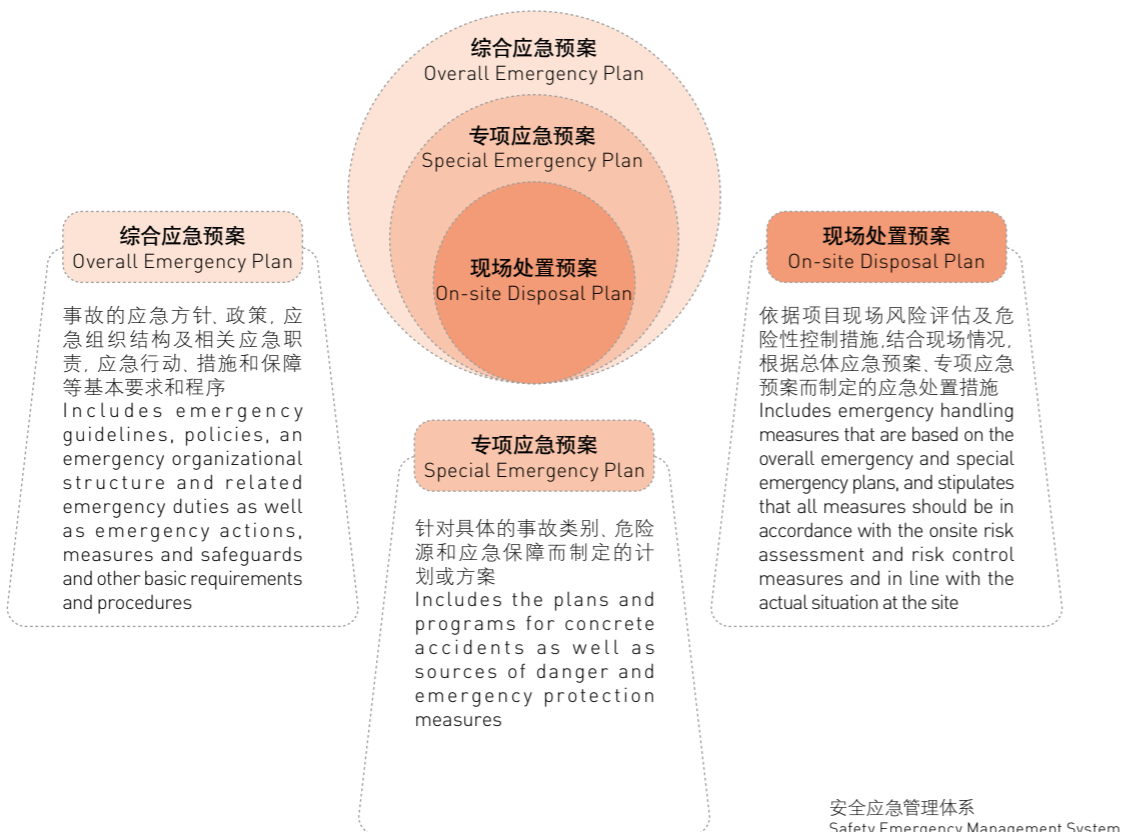 综合应急预案
Overall Emergency Plan
专项应急预案
Special Emergency Plan
现场处置预案
On-site Disposal Plan
综合应急预案
Overall Emergency Plan
事故的应急方针、政策, 应
急组织结构及相关应急职
责, 应急行动、措施和保障
等基本要求和程序
Includes emergency
guidelines, policies, an
emergency organizational
structure and related
emergency duties as well
as emergency actions,
measures and safeguards
and other basic requirements
and procedures
专项应急预案
Special Emergency Plan
针对具体的事故类别、危险
源和应急保障而制定的计
划或方案
Includes the plans and
programs for concrete
accidents as well as
sources of danger and
emergency protection
measures
现场处置预案
On-site Disposal Plan
依据项目现场风险评估及危
险性控制措施,结合现场情况,
根据总体应急预案、专项应急
预案而制定的应急处置措施
Includes emergency handling
measures that are based on the
overall emergency and special
emergency plans, and stipulates
that all measures should be in
accordance with the onsite risk
assessment and risk control
measures and in line with the
actual situation at the site
安全应急管理体系
Safety Emergency Management System